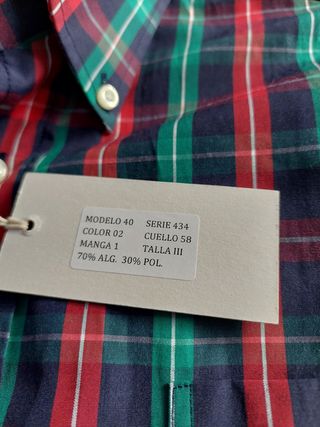 MODELO 40 SERIE 434
COLOR 02 CUELLO 58
MANGA 1 TALLA III
70% ALG. 30% POL.